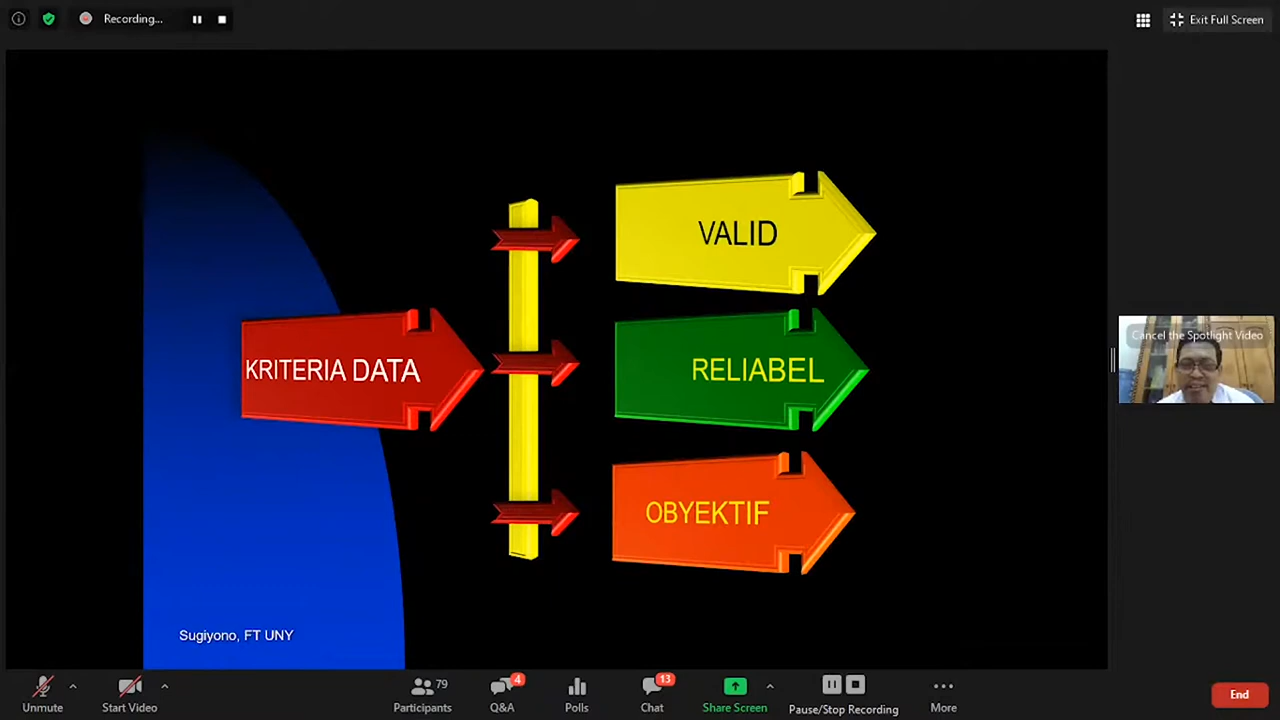 Recording...
Exit Full Screen
VALID
Cancel the Spotlight Video
KRITERIA DATA
RELIABEL
OBYEKTIF
Sugiyono, FT UNY
79
4
13
Unmute
Start Video
Participants
Q&A
Polls
Chat
Share Screen
Pause/Stop Recording
More
End